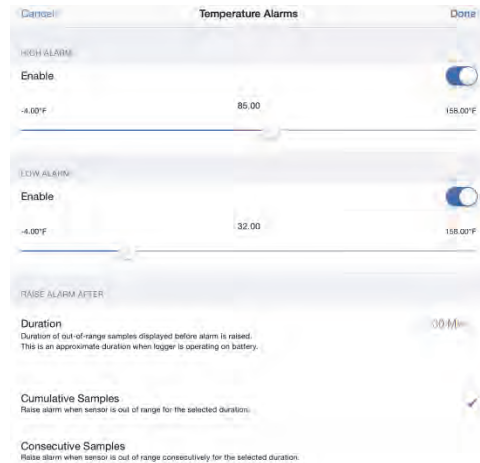 Cancel Temperature Alarms Done
HIGH ALARM
Enable
-4.00°F 85.00 158.00°F
LOW ALARM
Enable
-4.00°F 32.00 158.00°F
RAISE ALARM AFTER
Duration
Duration of out-of-range samples displayed before alarm is raised.
This is an approximate duration when logger is operating on battery.
Cumulative Samples
Raise alarm when sensor is out of range for the selected duration.
Consecutive Samples
Raise alarm when sensor is out of range consecutively for the selected duration.